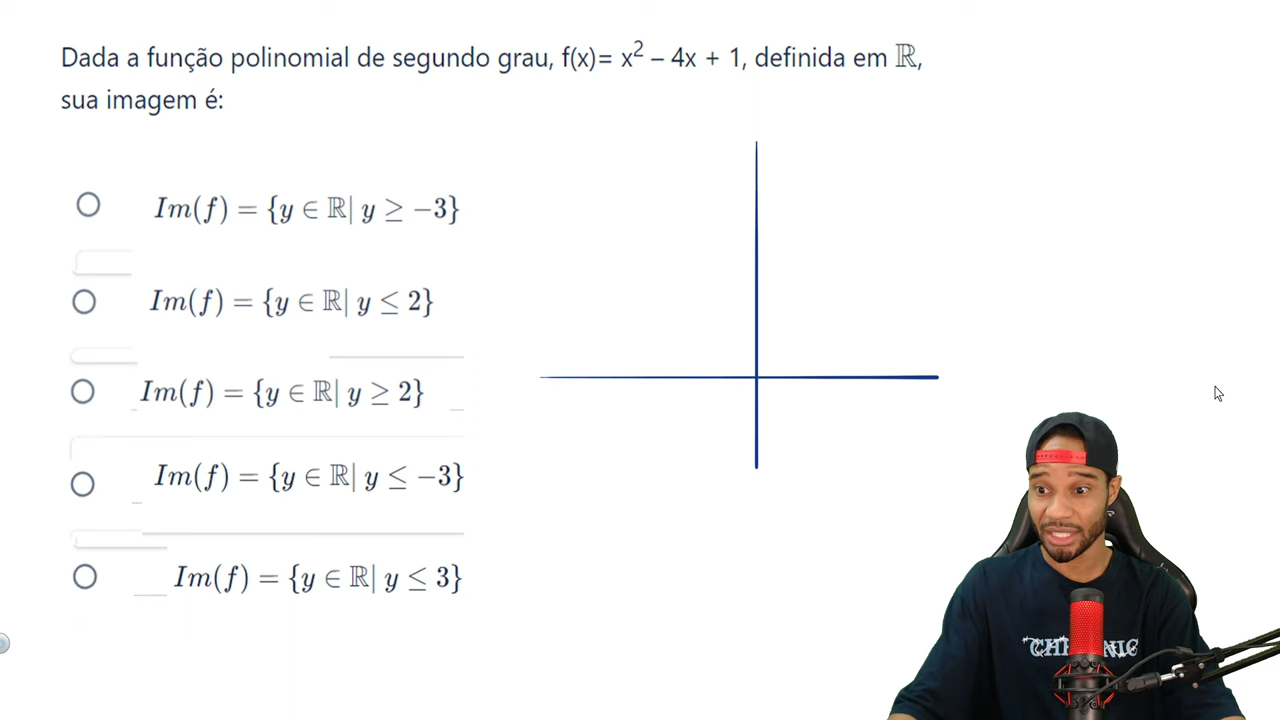 Dada a função polinomial de segundo grau, f(x)= x² – 4x + 1, definida em ℝ,
sua imagem é:
Im(f) = {y ∈ ℝ| y ≥ −3}
Im(f) = {y ∈ ℝ| y ≤ 2}
Im(f) = {y ∈ ℝ| y ≥ 2}
Im(f) = {y ∈ ℝ| y ≤ −3}
Im(f) = {y ∈ ℝ| y ≤ 3}